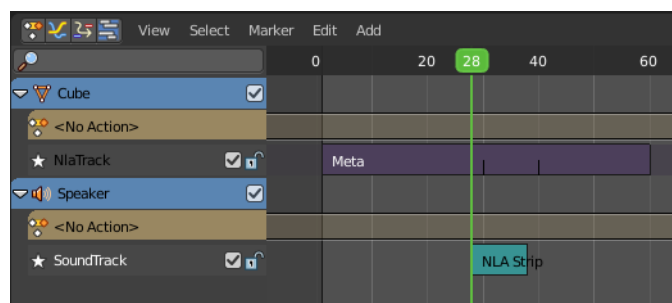 View Select Marker Edit Add
0 20 28 40 60
Cube
<No Action>
NlaTrack Meta
Speaker
<No Action>
SoundTrack NLA Strip